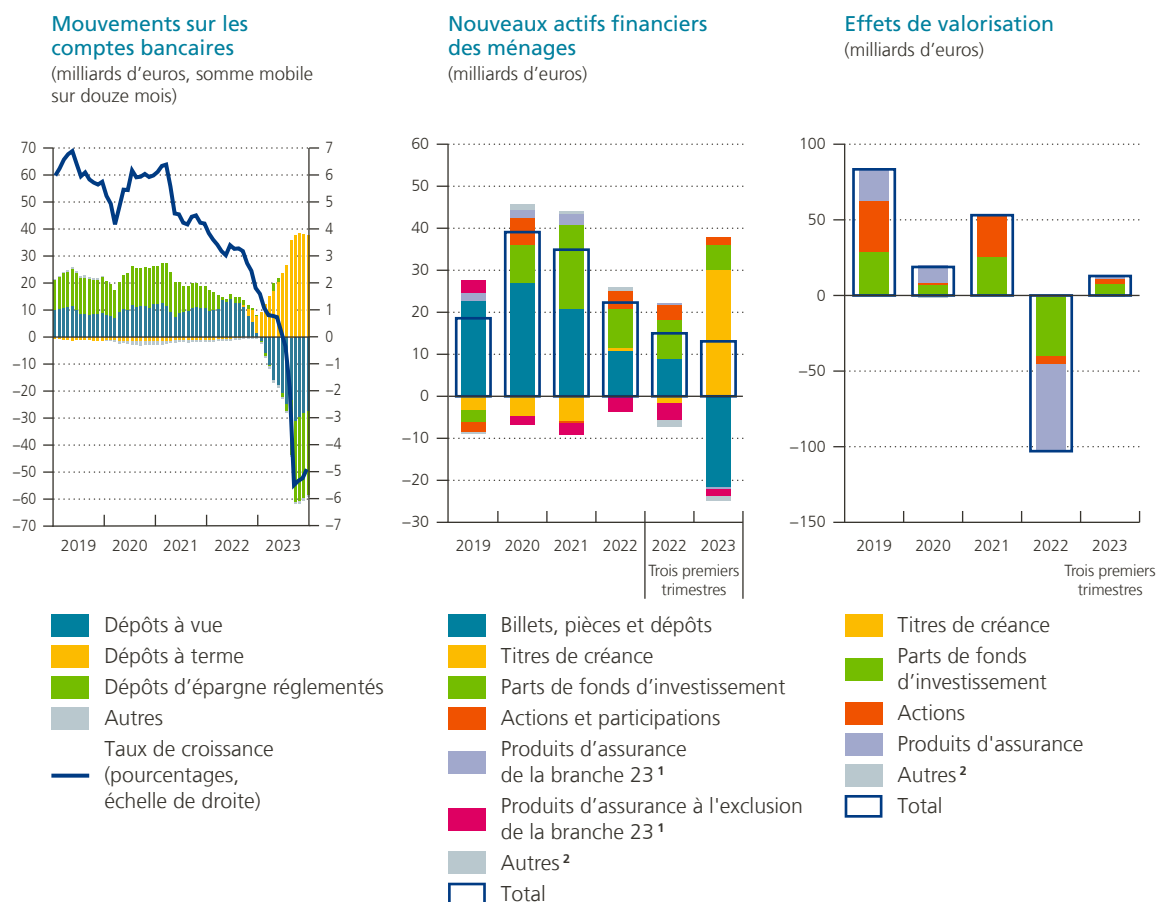 Mouvements sur les
comptes bancaires
(milliards d'euros, somme mobile
sur douze mois)
70
60
50
40
30
20
10
0
−10
−20
−30
−40
−50
−60
−70
7
6
5
4
3
2
1
0
−1
−2
−3
−4
−5
−6
−7
2019 2020 2021 2022 2023
Dépôts à vue
Dépôts à terme
Dépôts d'épargne réglementés
Autres
Taux de croissance
(pourcentages,
échelle de droite)
Nouveaux actifs financiers
des ménages
(milliards d'euros)
60
50
40
30
20
10
0
−10
−20
−30
2019 2020 2021 2022 2022 2023
Trois premiers
trimestres
Billets, pièces et dépôts
Titres de créance
Parts de fonds d'investissement
Actions et participations
Produits d'assurance
de la branche 23 1
Produits d'assurance à l'exclusion
de la branche 23 1
Autres 2
Total
Effets de valorisation
(milliards d'euros)
100
50
0
−50
−100
−150
2019 2020 2021 2022 2023
Trois premiers
trimestres
Titres de créance
Parts de fonds
d'investissement
Actions
Produits d'assurance
Autres 2
Total